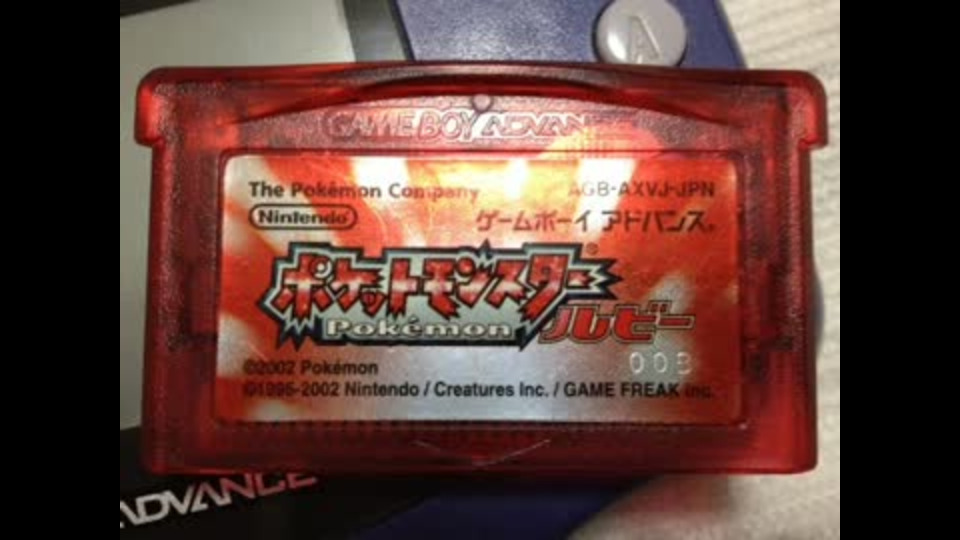 A
GAME BOY ADVANCE
The Pokémon Company AGB-AXVJ-JPN
Nintendo ゲームボーイ アドバンス®
ポケットモンスター®
Pokémon ルビー
008
©2002 Pokémon
©1995-2002 Nintendo / Creatures Inc. / GAME FREAK inc.
ADVANCE